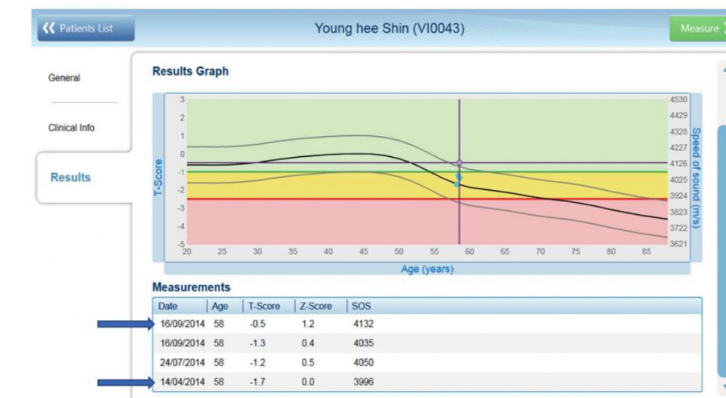 Patients List
Young hee Shin (VI0043)
Measure
General
Clinical Info
Results
Results Graph
T-Score
3
2
1
0
-1
-2
-3
-4
-5
4530
4429
4328
4227
4126
4025
3924
3823
3722
3621
Speed of sound (m/s)
20 25 30 35 40 45 50 55 60 65 70 75 80 85
Age (years)
Measurements
Date Age T-Score Z-Score SOS
16/09/2014 58 -0.5 1.2 4132
16/09/2014 58 -1.3 0.4 4035
24/07/2014 58 -1.2 0.5 4050
14/04/2014 58 -1.7 0.0 3996